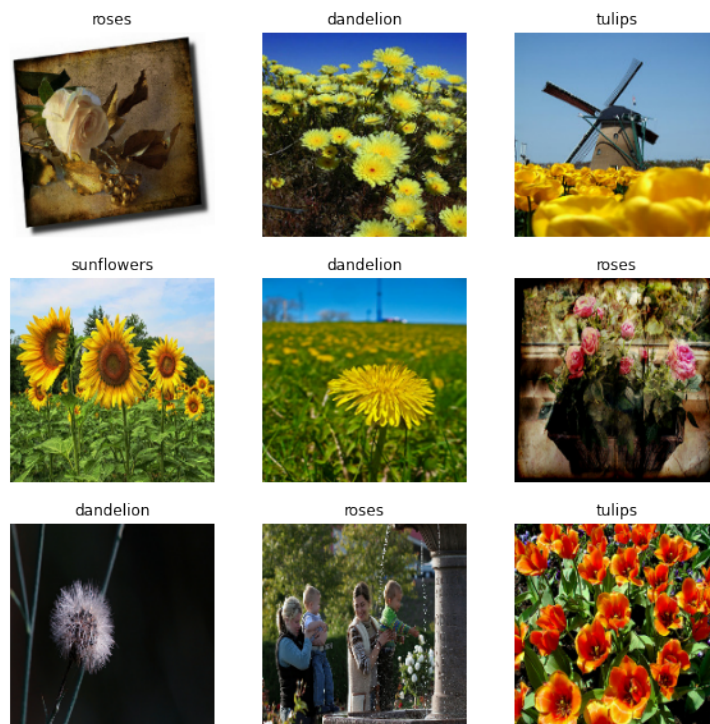 roses
dandelion
tulips
sunflowers
dandelion
roses
dandelion
roses
tulips